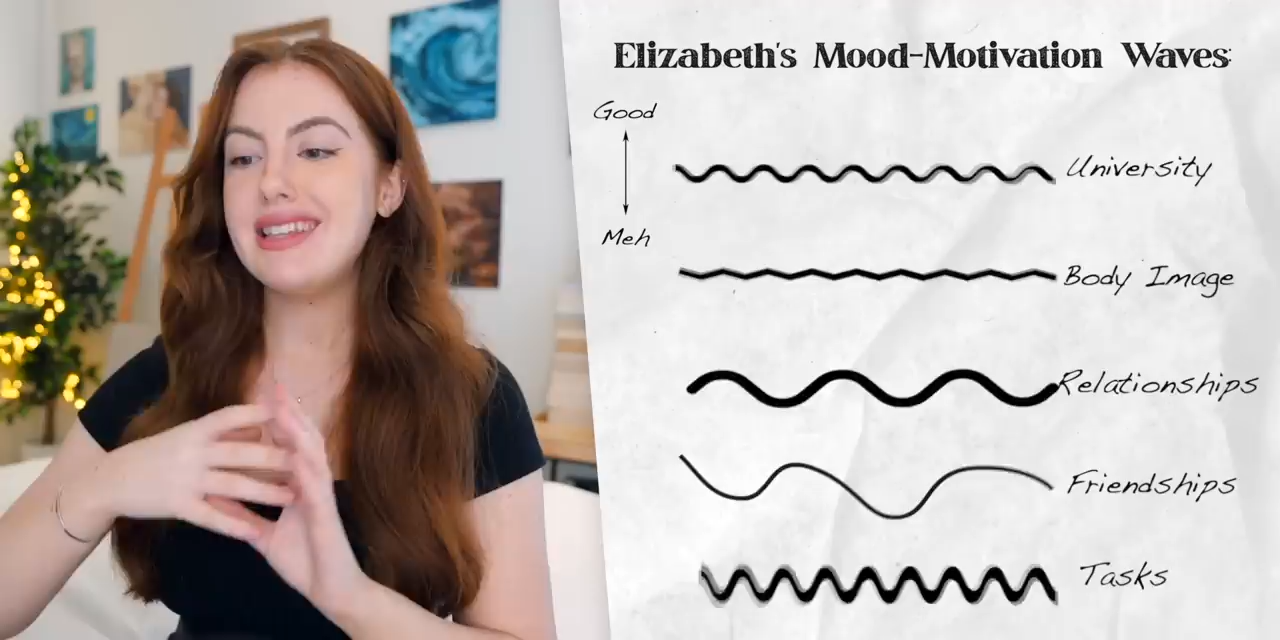 Elizabeth's Mood-Motivation Waves:
Good
University
Meh
Body Image
Relationships
Friendships
Tasks